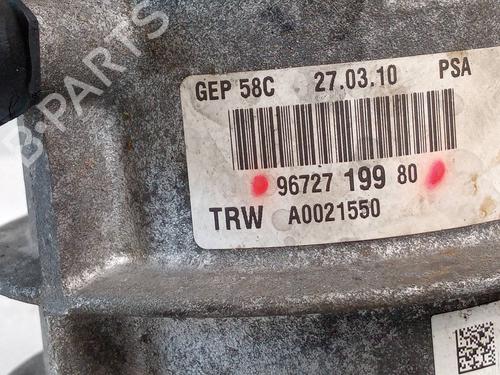 B-PARTS
GEP 58C 27.03.10 PSA
96727 199 80
TRW A0021550